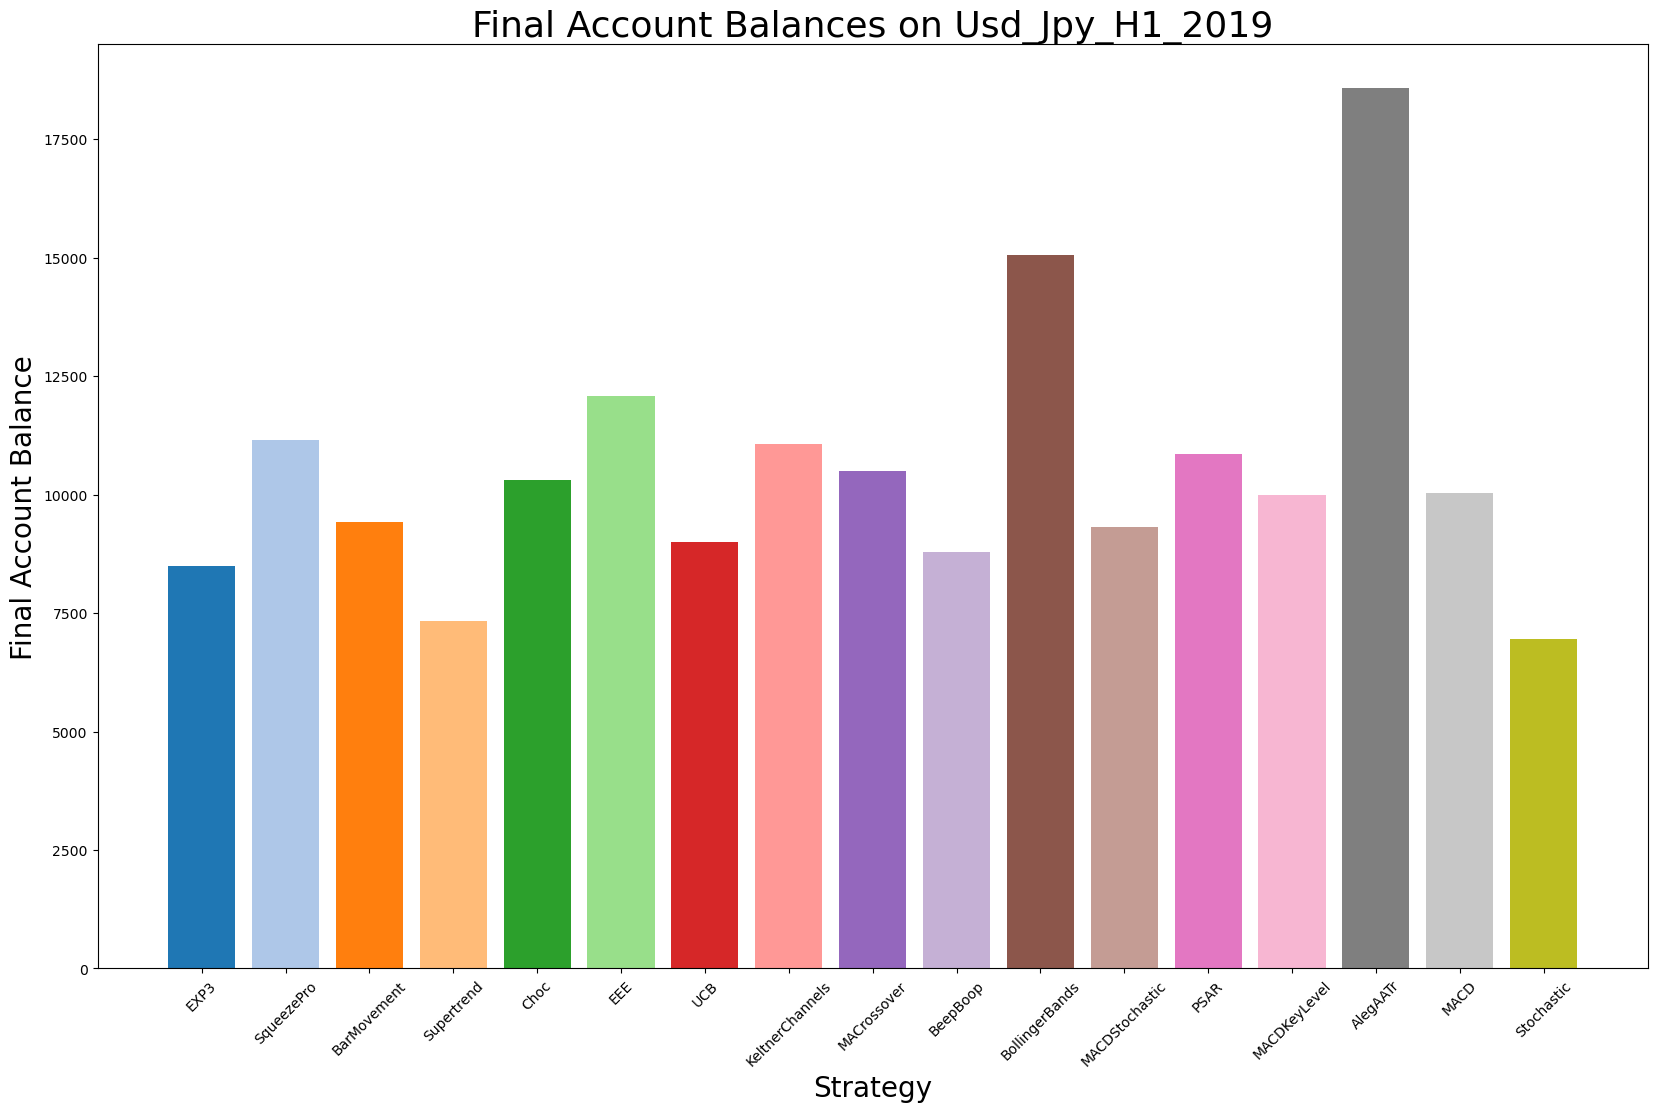 Final Account Balances on Usd_Jpy_H1_2019
Final Account Balance
17500
15000
12500
10000
7500
5000
2500
0
EXP3
SqueezePro
BarMovement
Supertrend
Choc
EEE
UCB
KeltnerChannels
MACrossover
BeepBoop
BollingerBands
MACDStochastic
PSAR
MACDKeyLevel
AlegAATr
MACD
Stochastic
Strategy